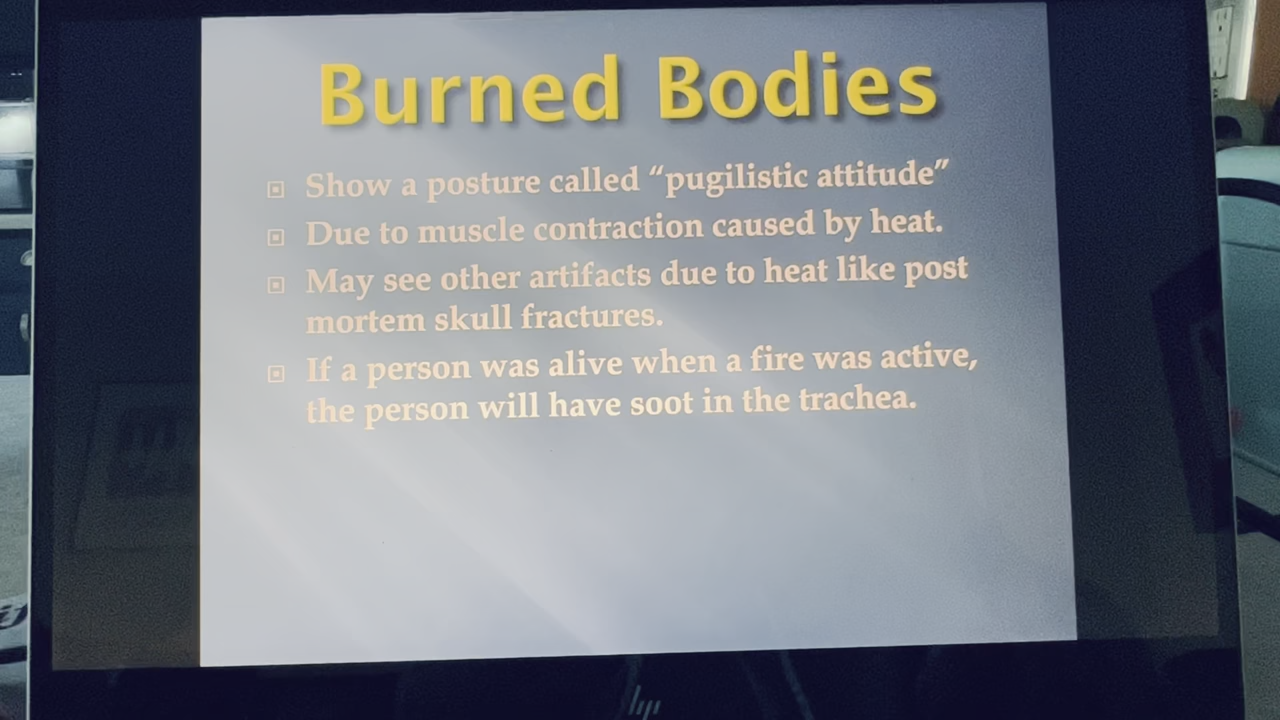 Burned Bodies
Show a posture called “pugilistic attitude”
Due to muscle contraction caused by heat.
May see other artifacts due to heat like post
mortem skull fractures.
If a person was alive when a fire was active,
the person will have soot in the trachea.
hp